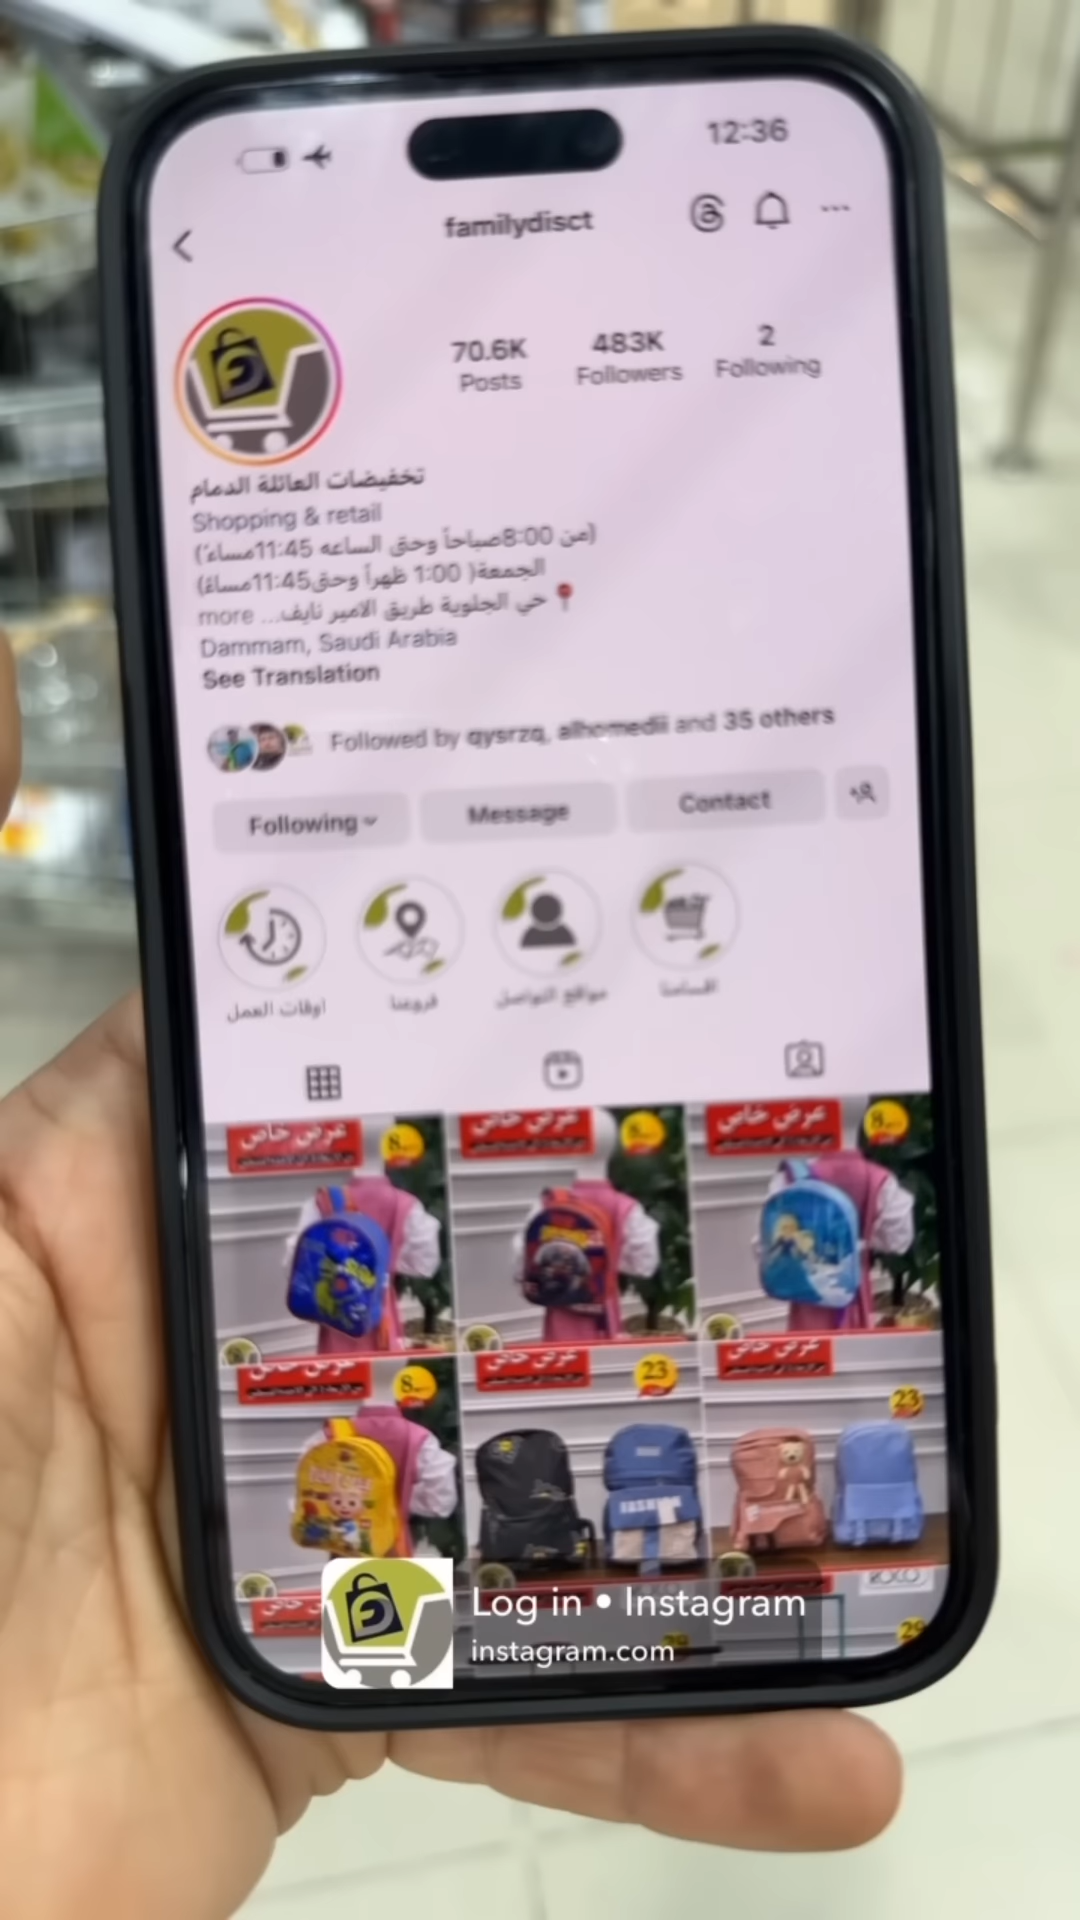 12:36
familydisct
70.6K
Posts
483K
Followers
2
Following
تخفيضات العائلة الدمام
Shopping & retail
(من 8:00صباحاً وحتى الساعه 11:45مساءً)
الجمعة( 1:00 ظهراً وحتى11:45مساءً)
حي الجلوية طريق الامير نايف... more
Dammam, Saudi Arabia
See Translation
Followed by qysrzq, alhomedii and 35 others
Following
Message
Contact
اوقات العمل
فروعنا
مواقع التواصل
اقسامنا
عرض خاص
8
عرض خاص
8
عرض خاص
8
عرض خاص
8
عرض خاص
23
FASHION
عرض خاص
23
29
Log in • Instagram
instagram.com